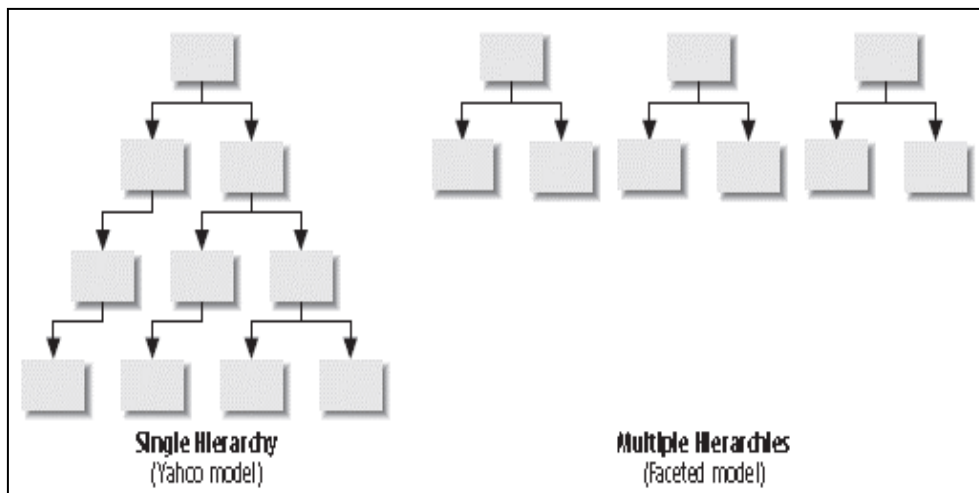 Single Hierarchy
(Yahoo model)
Multiple Hierarchies
(Faceted model)